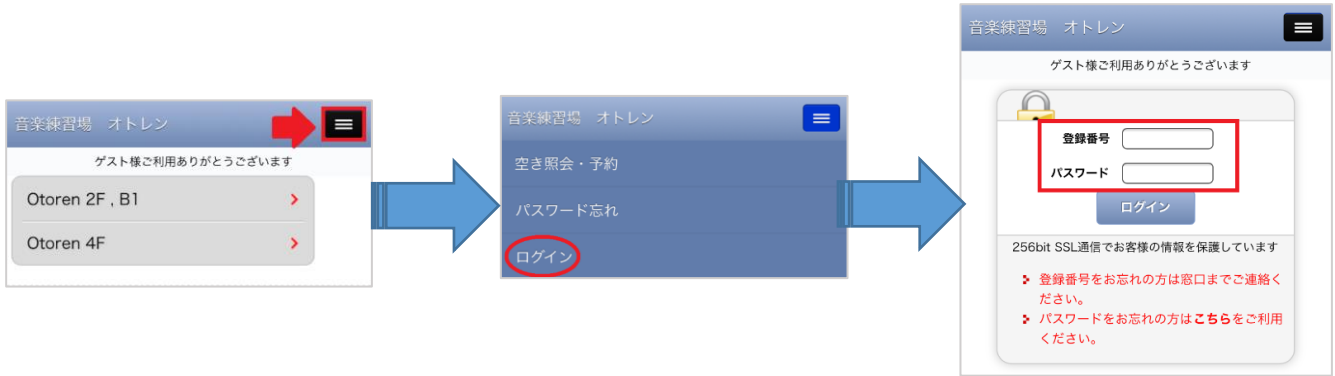 音楽練習場　オトレン
ゲスト様ご利用ありがとうございます
Otoren 2F , B1
Otoren 4F
音楽練習場　オトレン
空き照会・予約
パスワード忘れ
ログイン
音楽練習場　オトレン
ゲスト様ご利用ありがとうございます
登録番号
パスワード
ログイン
256bit SSL通信でお客様の情報を保護しています
登録番号をお忘れの方は窓口までご連絡く
ださい。
パスワードをお忘れの方はこちらをご利用
ください。